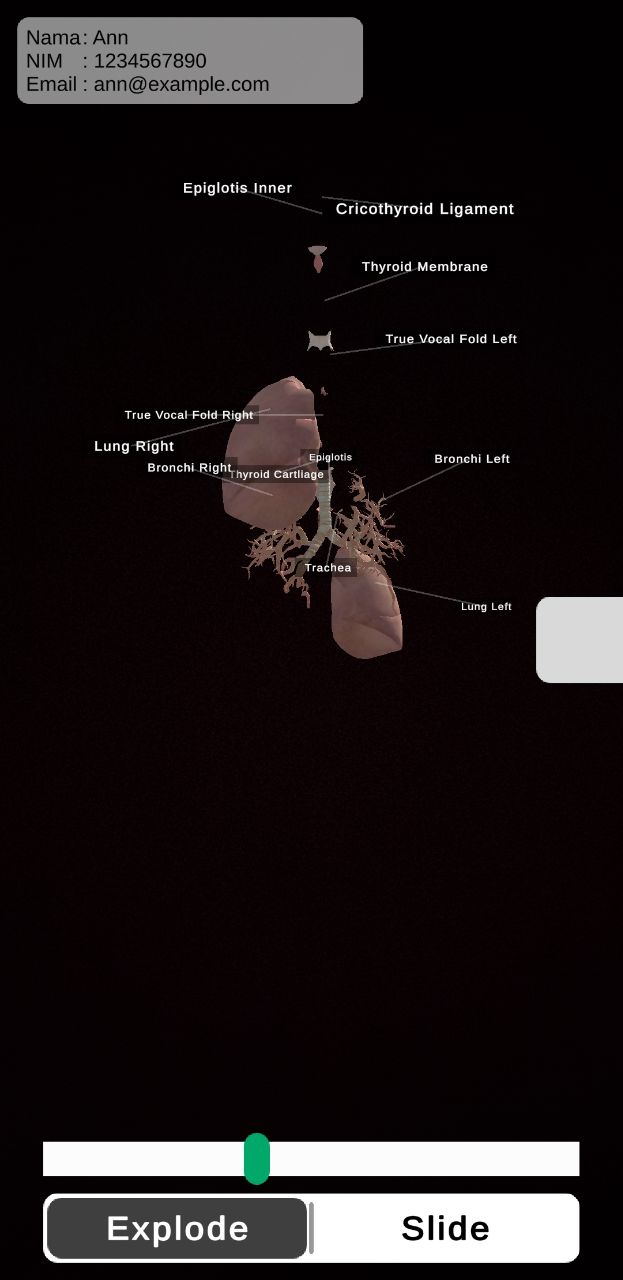 Nama : Ann
NIM : 1234567890
Email : ann@example.com
Epiglotis Inner
Cricothyroid Ligament
Thyroid Membrane
True Vocal Fold Left
True Vocal Fold Right
Lung Right
Epiglotis
Bronchi Left
Bronchi Right
Thyroid Cartliage
Trachea
Lung Left
Explode
Slide